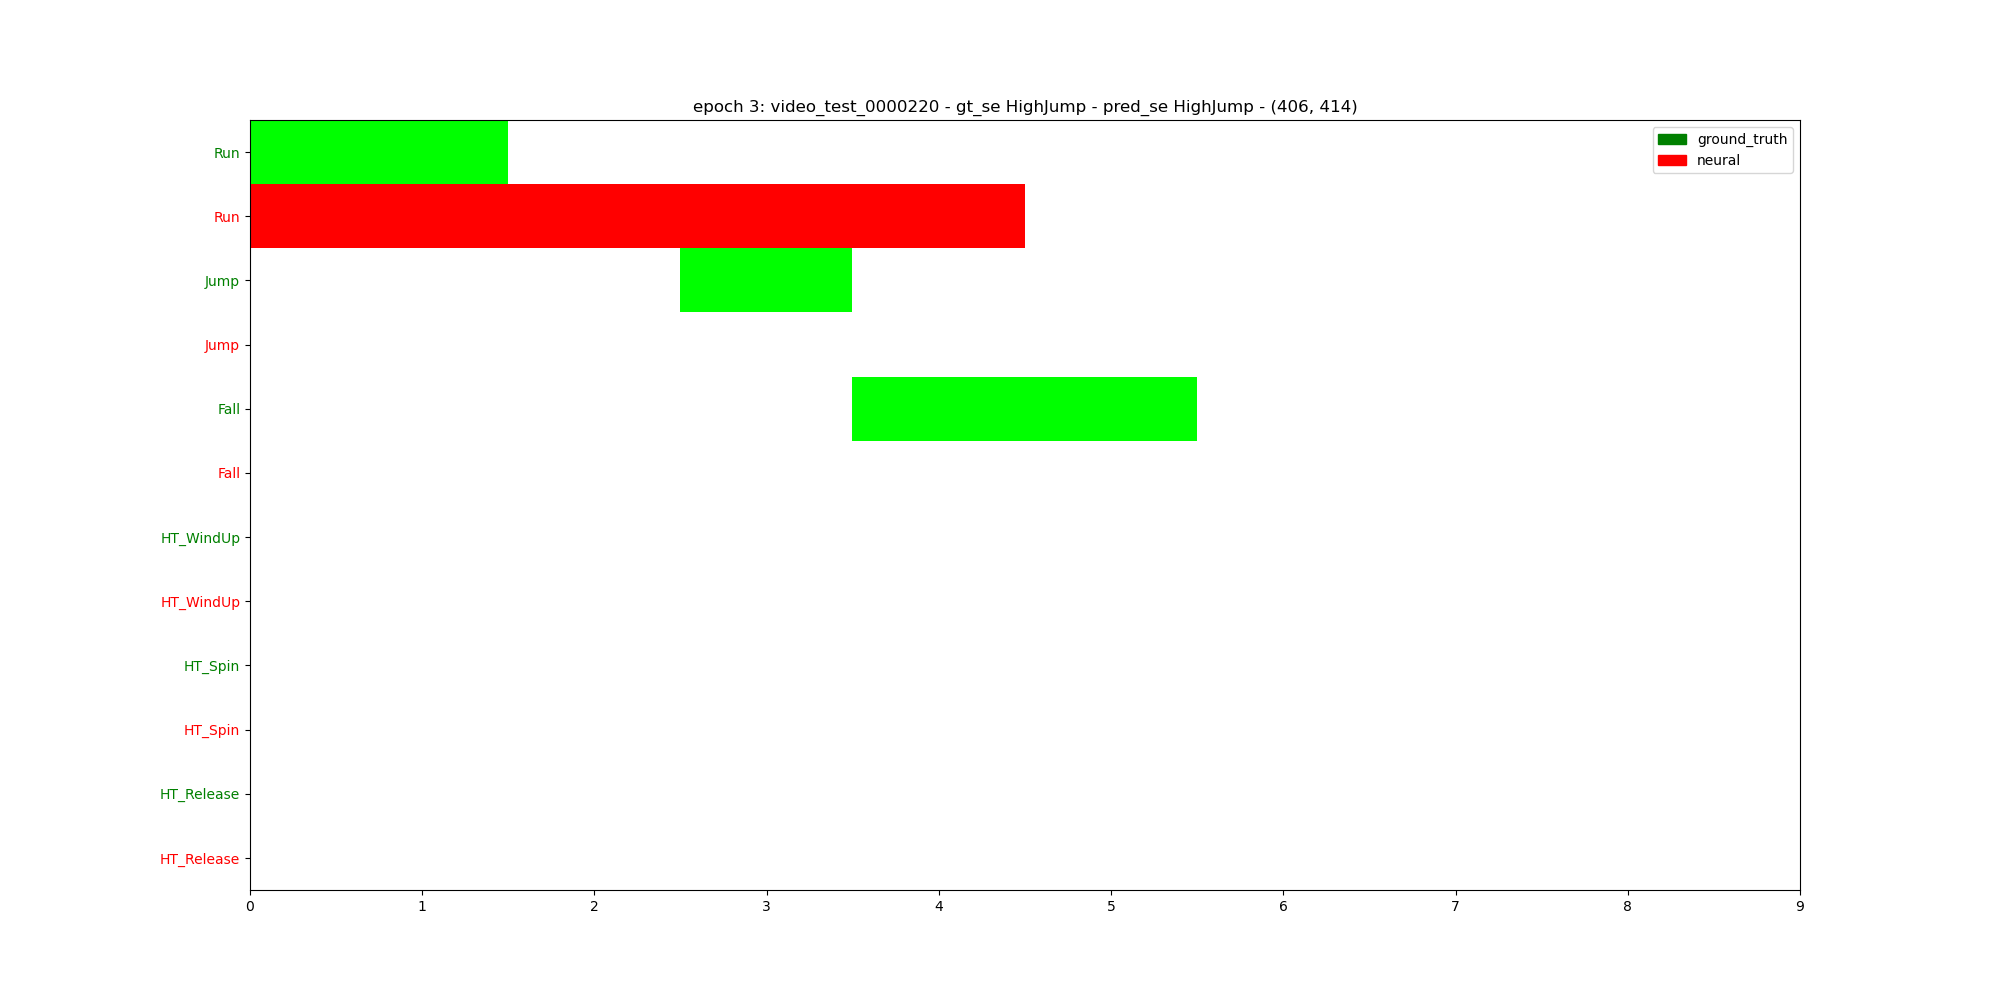 epoch 3: video_test_0000220 - gt_se HighJump - pred_se HighJump - (406, 414)
ground_truth
neural
Run
Run
Jump
Jump
Fall
Fall
HT_WindUp
HT_WindUp
HT_Spin
HT_Spin
HT_Release
HT_Release
0 1 2 3 4 5 6 7 8 9